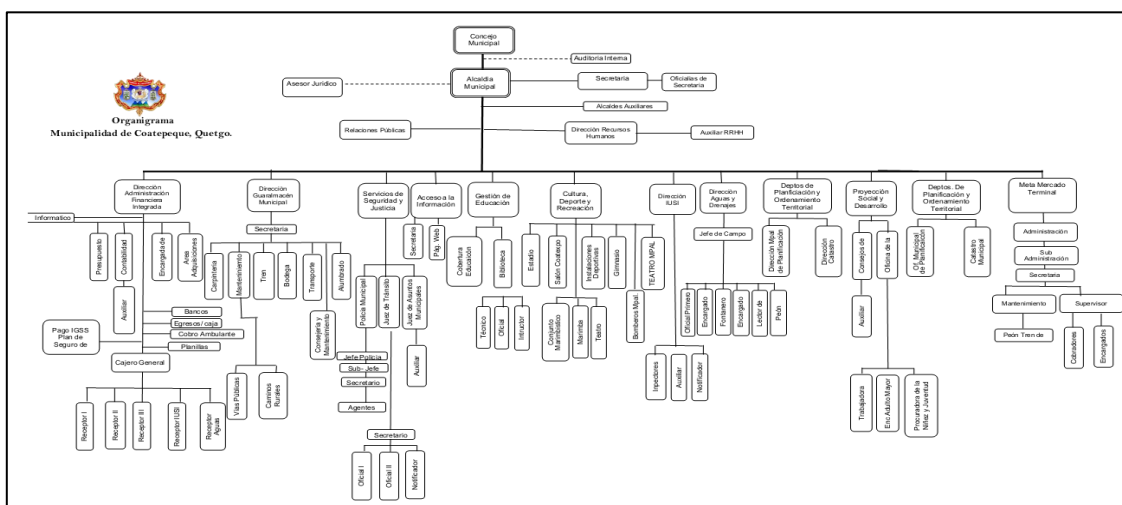 Concejo
Municipal
Auditoria Interna
Asesor Jurídico
Alcaldia
Municipal
Secretaria
Oficialias de
Secretaria
Alcaldes Auxiliares
Organigrama
Municipalidad de Coatepeque, Quetgo.
Relaciones Públicas
Dirección Recursos
Humanos
Auxiliar RRHH
Dirección
Administración
Financiera
Integrada
Dirección
Guaralmacén
Municipal
Servicios de
Seguridad y
Justicia
Acceso a la
Información
Gestión de
Educación
Cultura,
Deporte y
Recreación
Dirección
IUSI
Dirección
Aguas y
Drenajes
Deptos de
Planificación y
Ordenamiento
Territorial
Proyección
Social y
Desarrollo
Deptos. De
Planificación y
Ordenamiento
Territorial
Meta Mercado
Terminal
Informatico
Presupuesto
Contabilidad
Encargada de
Area
Adquisiciones
Auxiliar
Bancos
Egresos / caja
Cobro Ambulante
Planillas
Pago IGSS
Plan de
Seguro de
Cajero General
Receptor I
Receptor II
Receptor III
Receptor IUSI
Receptor
Aguas
Secretaria
Carpinteria
Mantenimiento
Tren
Bodega
Transporte
Alumbrado
Conserjería y
Mantenimiento
Vías Públicas
Caminos
Rurales
Policía Municipal
Juez de Tránsito
Juez de Asuntos
Municipales
Auxiliar
Jefe Policía
Sub- Jefe
Secretario
Agentes
Secretario
Oficial I
Oficial II
Notificador
Secretaria
Pág. Web
Cobertura
Educación
Biblioteca
Técnico
Oficial
Intructor
Estadio
Salón Coatexpo
Instalaciones
Deportivas
Gimnasio
Bomberos Mpal.
TEATRO MPAL
Conjunto
Marimbistico
Marimba
Teatro
Inpectores
Auxiliar
Notificador
Jefe de Campo
Oficial Primero
Encargado
Fontanero
Encargado
Lector de
Peón
Dirección Mpal
de Planificación
Dirección
Catastro
Consejos de
Oficina de la
Auxiliar
Trabajadora
Enc Adulto Mayor
Procuradora de la
Niñez y Juventud
Of. Municipal
de Planificación
Catastro
Municipal
Administración
Sub
Administración
Secretaria
Mantenimiento
Supervisor
Peón Tren de
Cobradores
Encargados